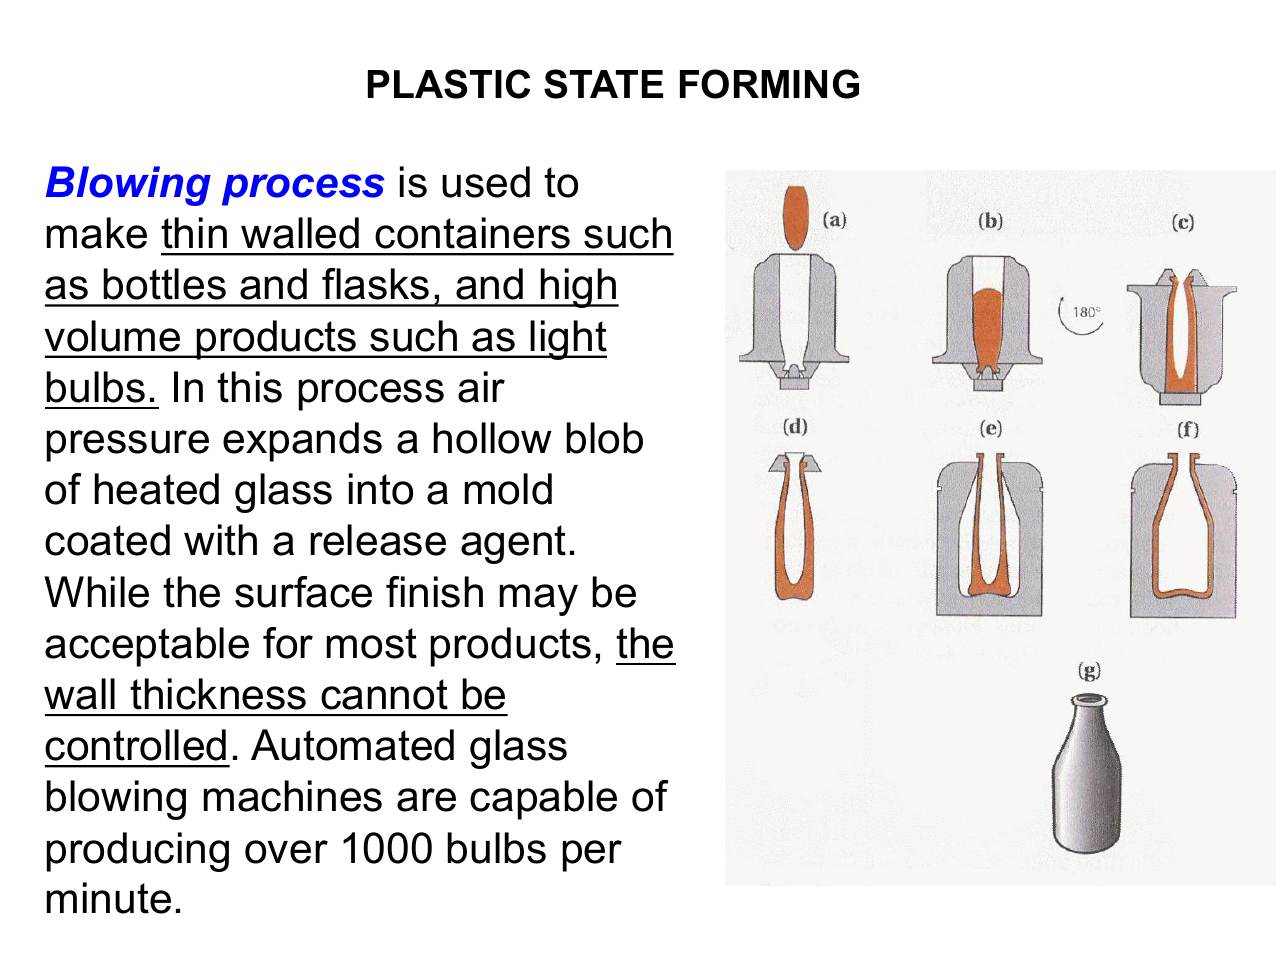 PLASTIC STATE FORMING
Blowing process is used to
make thin walled containers such
as bottles and flasks, and high
volume products such as light
bulbs. In this process air
pressure expands a hollow blob
of heated glass into a mold
coated with a release agent.
While the surface finish may be
acceptable for most products, the
wall thickness cannot be
controlled. Automated glass
blowing machines are capable of
producing over 1000 bulbs per
minute.
(a)
(b)
(c)
180°
(d)
(e)
(f)
(g)